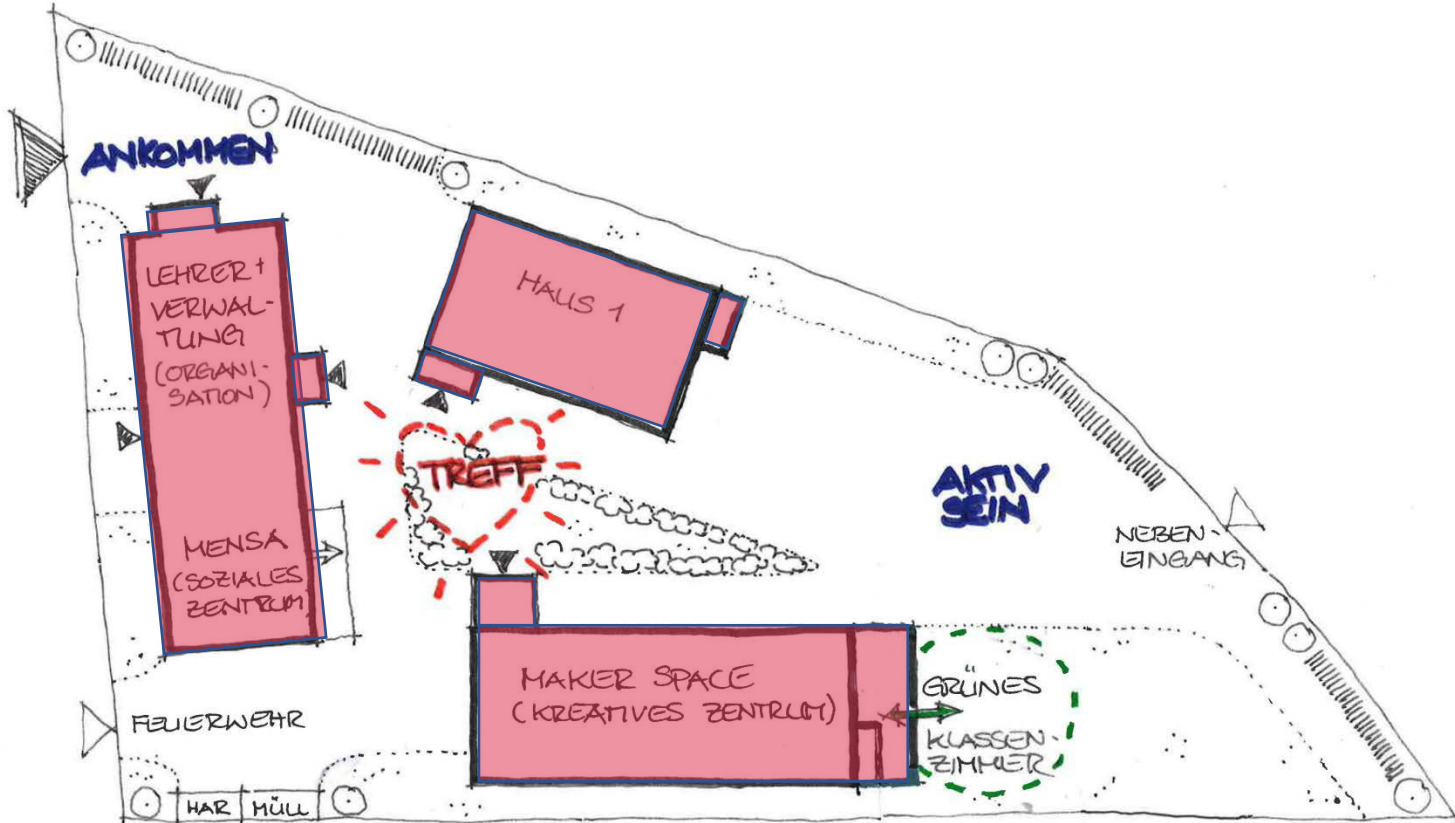 ANKOMMEN
LEHRER +
VERWAL-
TUNG
(ORGANI-
SATION)
HAUS 1
TREFF
AKTIV
SEIN
NEBEN-
EINGANG
MENSA
(SOZIALES
ZENTRUM)
MAKER SPACE
(KREATIVES ZENTRUM)
GRÜNES
KLASSEN-
ZIMMER
FEUERWEHR
HAR
MÜLL